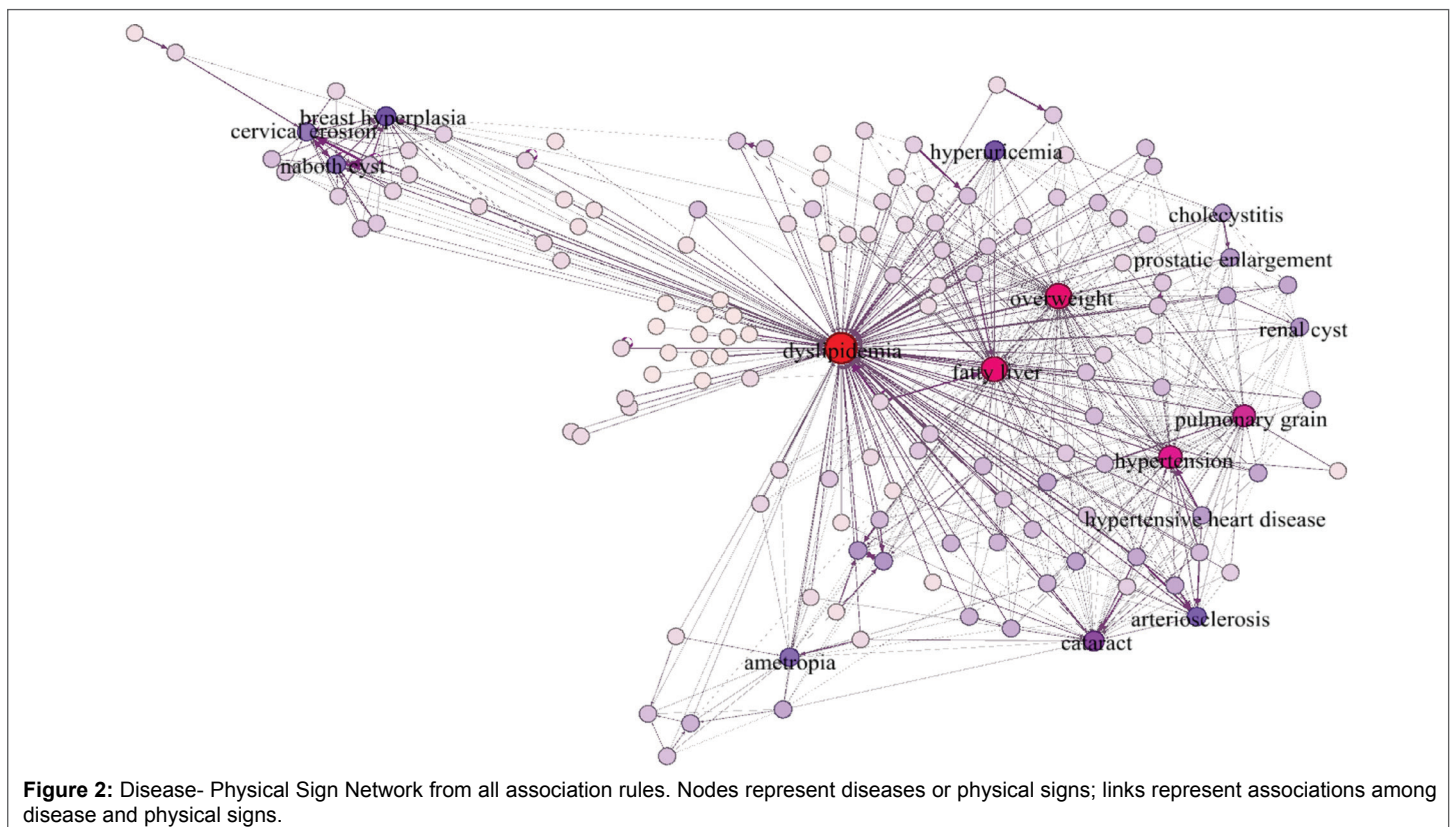 breast hyperplasia
cervical erosion
naboth cyst
hyperuricemia
cholecystitis
prostatic enlargement
overweight
renal cyst
dyslipidemia
fatty liver
pulmonary grain
hypertension
hypertensive heart disease
arteriosclerosis
cataract
ametropia
Figure 2: Disease- Physical Sign Network from all association rules. Nodes represent diseases or physical signs; links represent associations among
disease and physical signs.